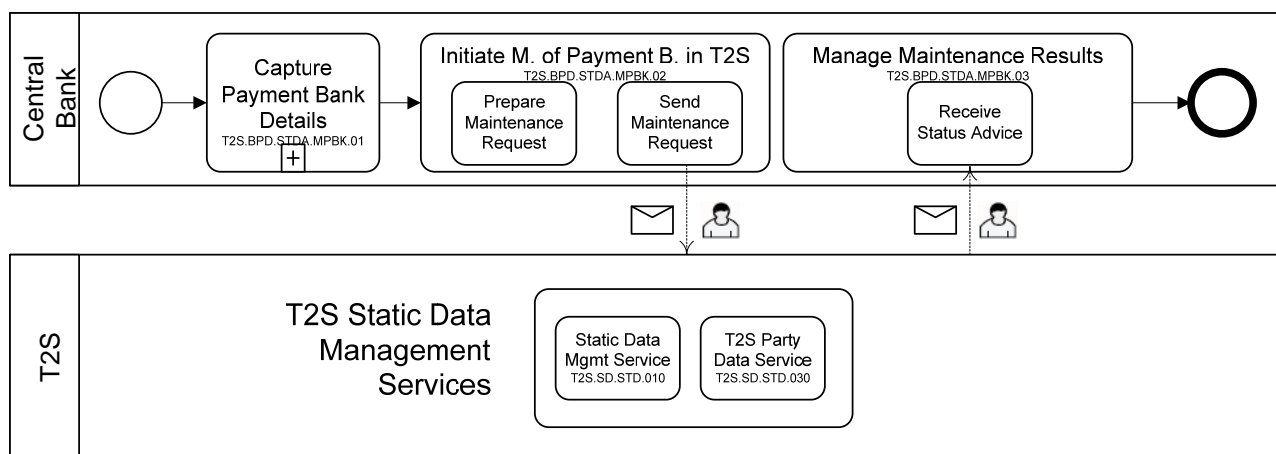 Central
Bank
Capture
Payment Bank
Details
T2S.BPD.STDA.MPBK.01
+
Initiate M. of Payment B. in T2S
T2S.BPD.STDA.MPBK.02
Prepare
Maintenance
Request
Send
Maintenance
Request
Manage Maintenance Results
T2S.BPD.STDA.MPBK.03
Receive
Status Advice
T2S
T2S Static Data
Management
Services
Static Data
Mgmt Service
T2S.SD.STD.010
T2S Party
Data Service
T2S.SD.STD.030